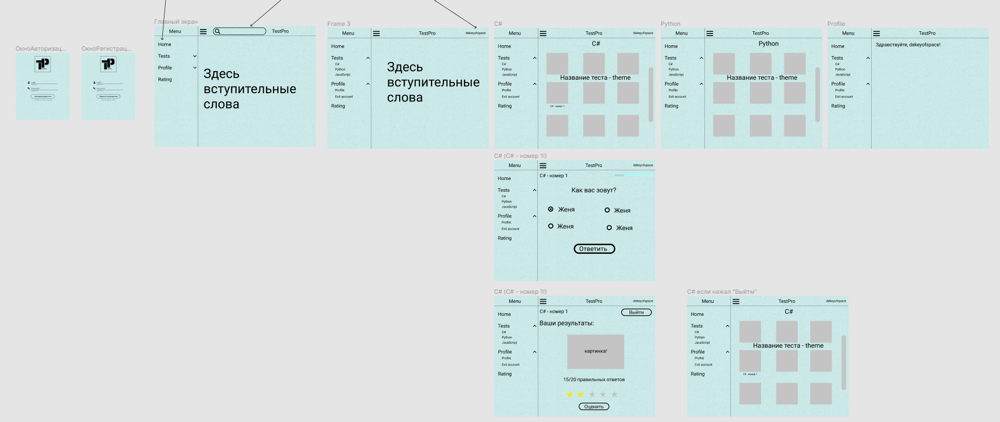 ОкноАвторизац...
Login
Password
Авторизироваться
ОкноРегистрац...
Login
Password
Зарегистрироваться
Главный экран
Menu
TestPro
Home
Tests
Profile
Rating
Здесь
вступительные
слова
Frame 3
Menu
TestPro
dekeyofspace
Home
Tests
C#
Python
JavaScript
Profile
Profile
Exit account
Rating
Здесь
вступительные
слова
C#
Menu
TestPro
dekeyofspace
Home
Tests
C#
Python
JavaScript
Profile
Profile
Exit account
Rating
C#
Название теста - theme
C# - номер 1
Python
Menu
TestPro
dekeyofspace
Home
Tests
C#
Python
JavaScript
Profile
Profile
Exit account
Rating
Python
Название теста - theme
Profile
Menu
TestPro
Home
Tests
C#
Python
JavaScript
Profile
Profile
Exit account
Rating
Здравствуйте, dekeyofspace!
C# (C# - номер 1!)
Menu
TestPro
dekeyofspace
Home
Tests
C#
Python
JavaScript
Profile
Profile
Exit account
Rating
C# - номер 1
Как вас зовут?
Женя
Женя
Женя
Женя
Ответить
C# (C# - номер 1!)
Menu
TestPro
dekeyofspace
Home
Tests
C#
Python
JavaScript
Profile
Profile
Exit account
Rating
C# - номер 1
Выйти
Ваши результаты:
картинка!
15/20 правильных ответов
Оценить
C# если нажал "Выйтм"
Menu
TestPro
dekeyofspace
Home
Tests
C#
Python
JavaScript
Profile
Profile
Exit account
Rating
C#
Название теста - theme
C# - номер 1